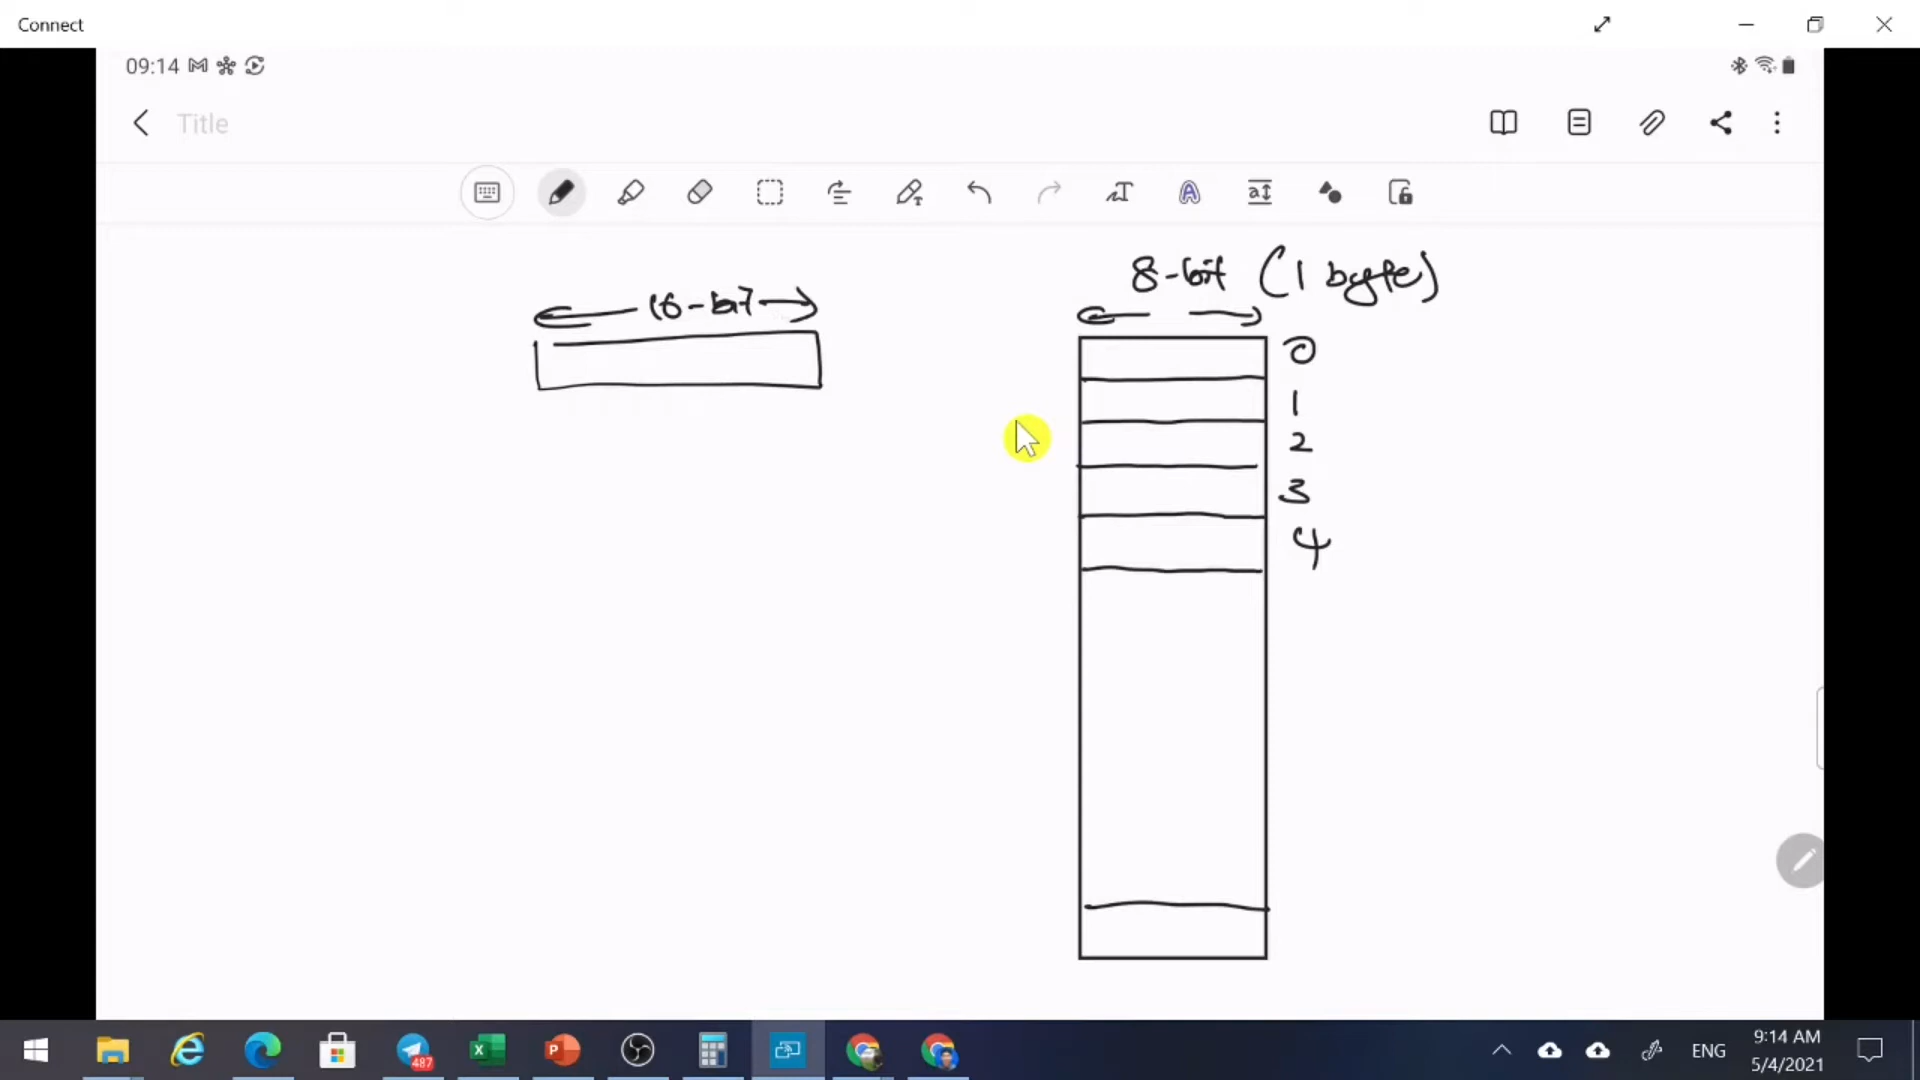 Connect
09:14
Title
8-bit (1 byte)
16-bit
0
1
2
3
4
487
ENG
9:14 AM
5/4/2021